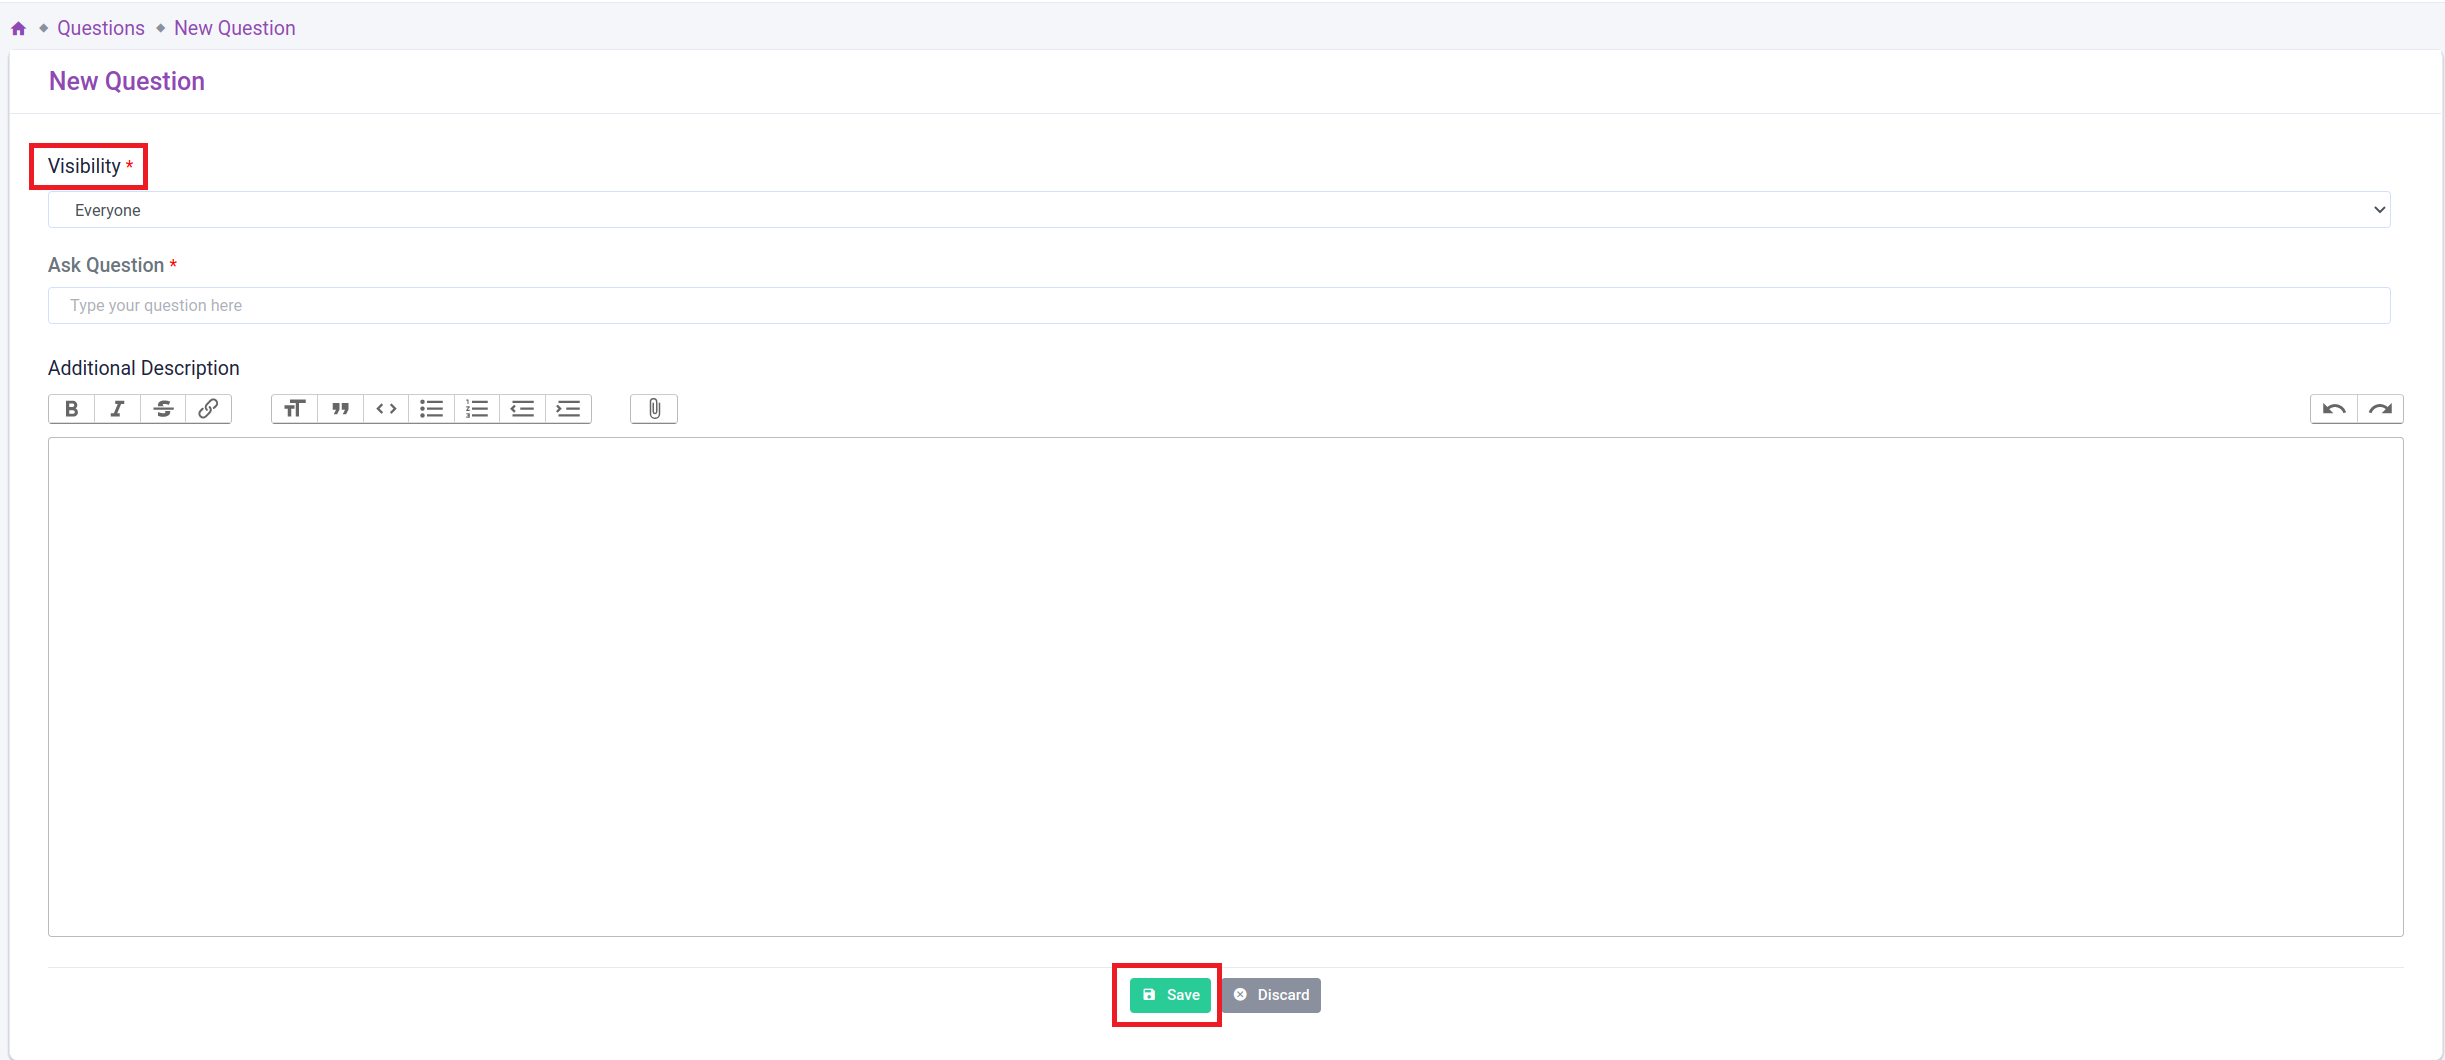 Questions New Question
New Question
Visibility *
Everyone
Ask Question *
Type your question here
Additional Description
Save Discard